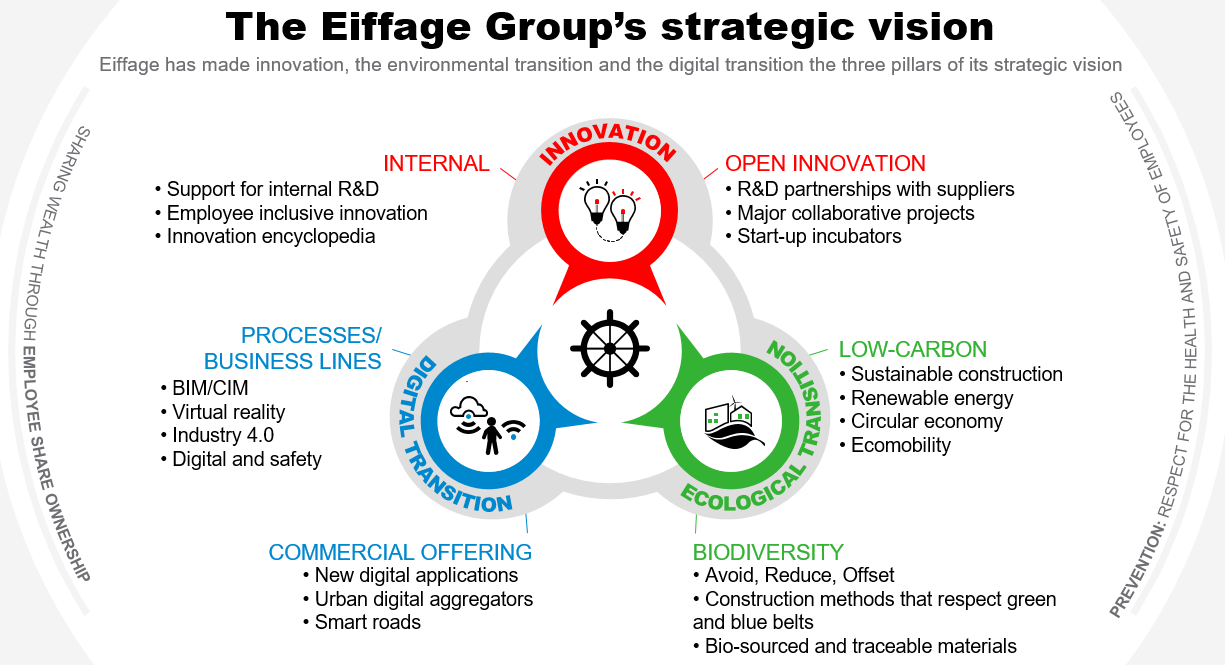 The Eiffage Group's strategic vision
Eiffage has made innovation, the environmental transition and the digital transition the three pillars of its strategic vision
SHARING WEALTH THROUGH EMPLOYEE SHARE OWNERSHIP
INTERNAL
• Support for internal R&D
• Employee inclusive innovation
• Innovation encyclopedia
INNOVATION
OPEN INNOVATION
• R&D partnerships with suppliers
• Major collaborative projects
• Start-up incubators
PROCESSES/
BUSINESS LINES
• BIM/CIM
• Virtual reality
• Industry 4.0
• Digital and safety
DIGITAL TRANSITION
COMMERCIAL OFFERING
• New digital applications
• Urban digital aggregators
• Smart roads
ECOLOGICAL TRANSITION
LOW-CARBON
• Sustainable construction
• Renewable energy
• Circular economy
• Ecomobility
BIODIVERSITY
• Avoid, Reduce, Offset
• Construction methods that respect green
and blue belts
• Bio-sourced and traceable materials
PREVENTION: RESPECT FOR THE HEALTH AND SAFETY OF EMPLOYEES